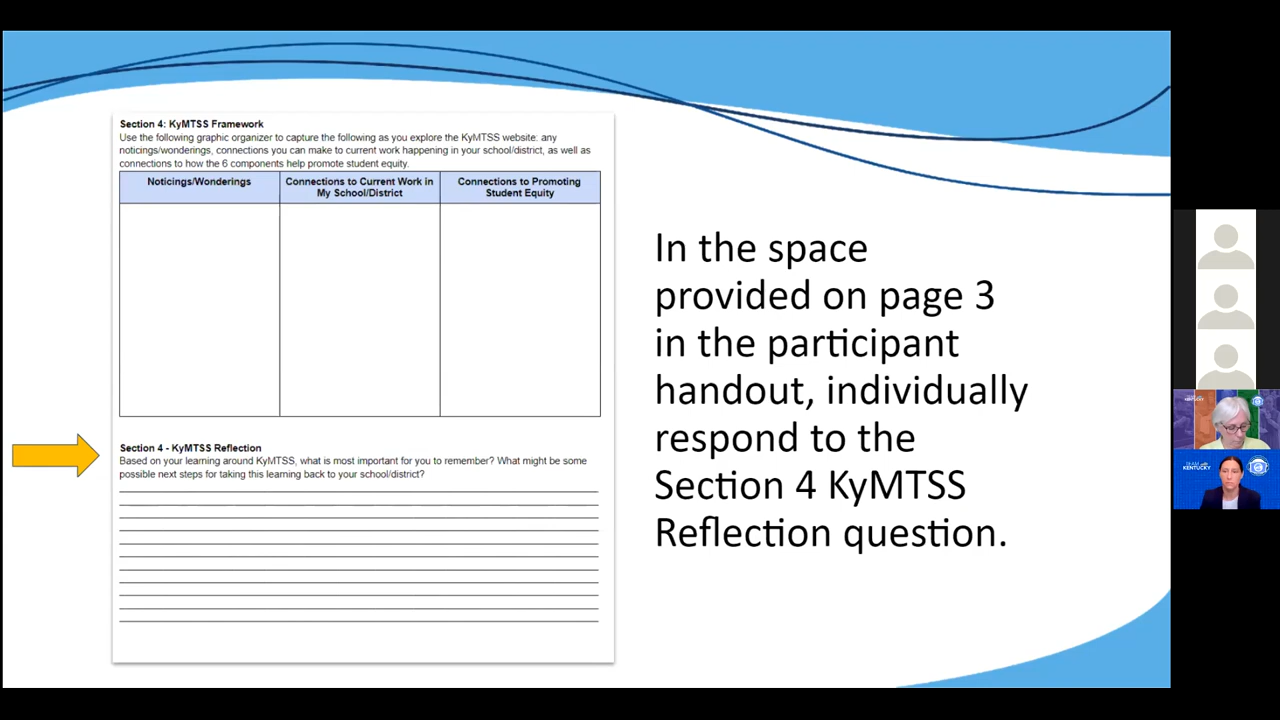 Section 4: KyMTSS Framework
Use the following graphic organizer to capture the following as you explore the KyMTSS website: any
noticings/wonderings, connections you can make to current work happening in your school/district, as well as
connections to how the 6 components help promote student equity.
Noticings/Wonderings
Connections to Current Work in
My School/District
Connections to Promoting
Student Equity
Section 4 - KyMTSS Reflection
Based on your learning around KyMTSS, what is most important for you to remember? What might be some
possible next steps for taking this learning back to your school/district?
In the space
provided on page 3
in the participant
handout, individually
respond to the
Section 4 KyMTSS
Reflection question.
KENTUCKY
TEAM
KENTUCKY